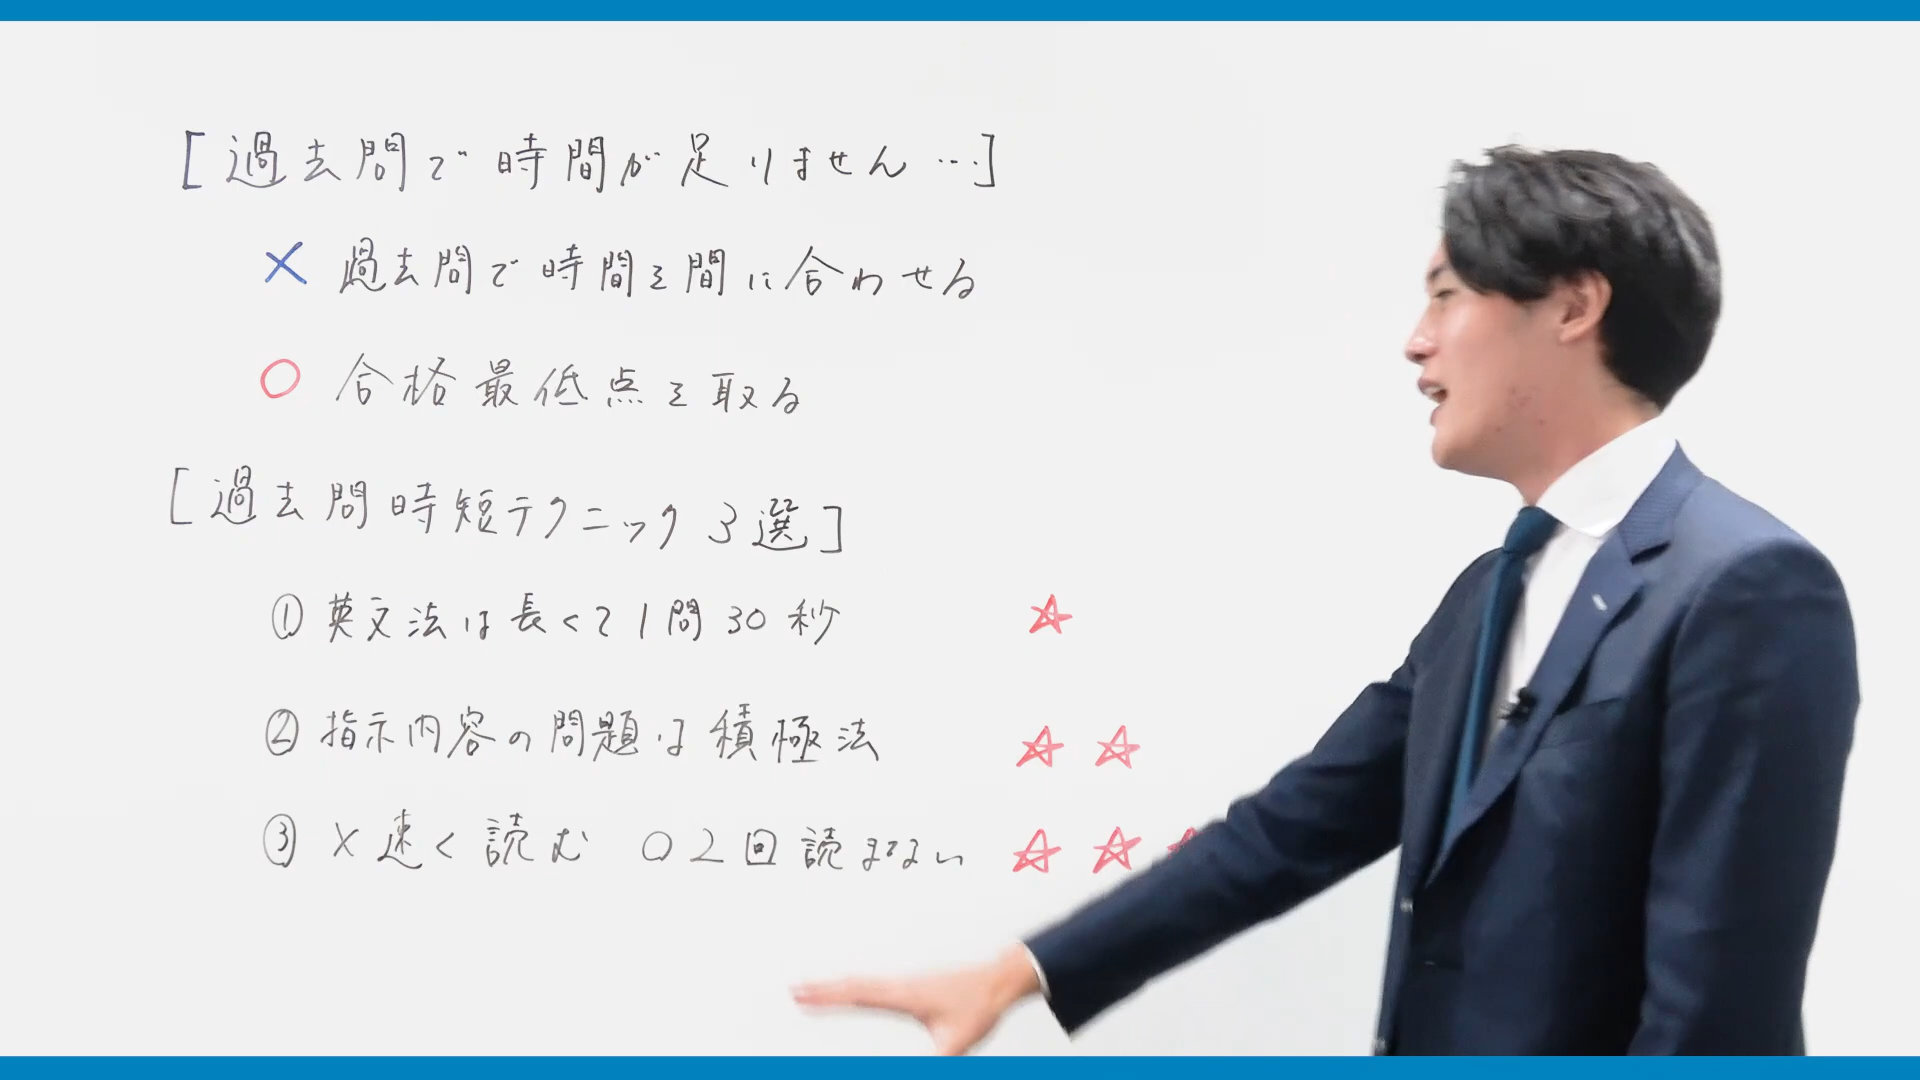 [過去問で時間が足りません…]
× 過去問で時間を間に合わせる
○ 合格最低点を取る
[過去問時短テクニック3選]
① 英文法は長くて1問30秒 ☆
② 指示内容の問題は積極法 ☆☆
③ ×速く読む ○2回読まない ☆☆☆